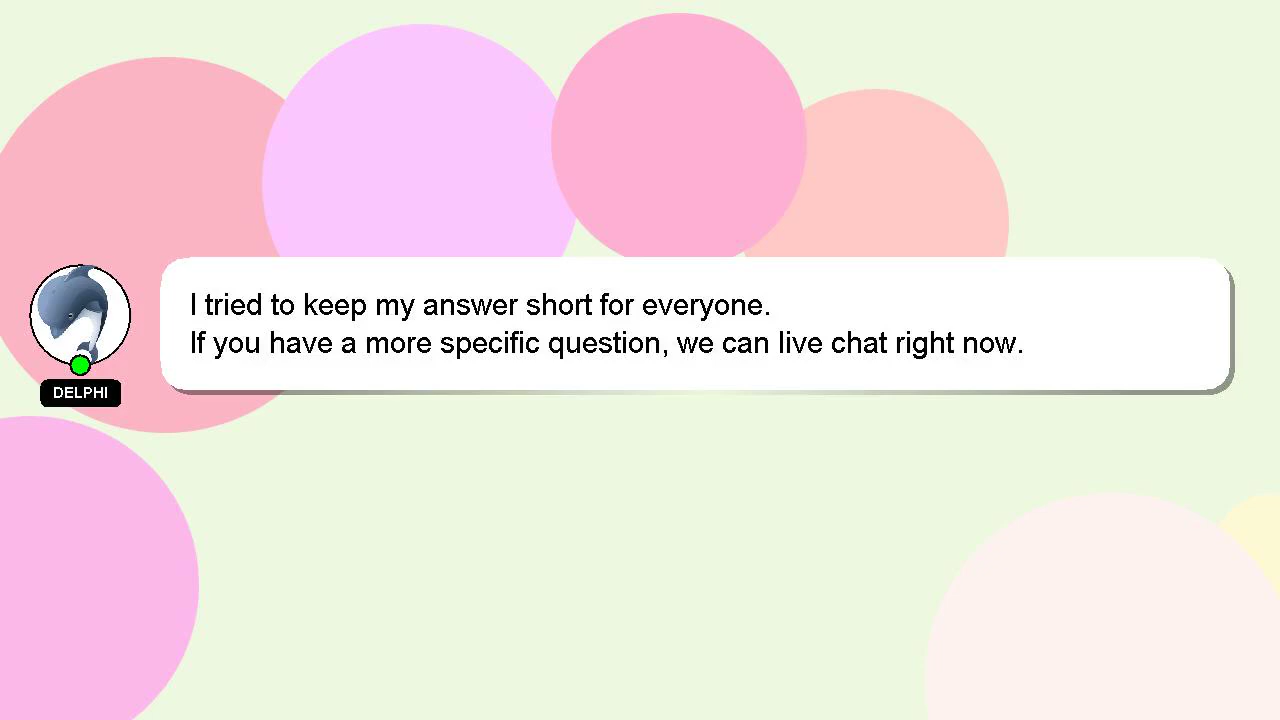 I tried to keep my answer short for everyone.
If you have a more specific question, we can live chat right now.
DELPHI